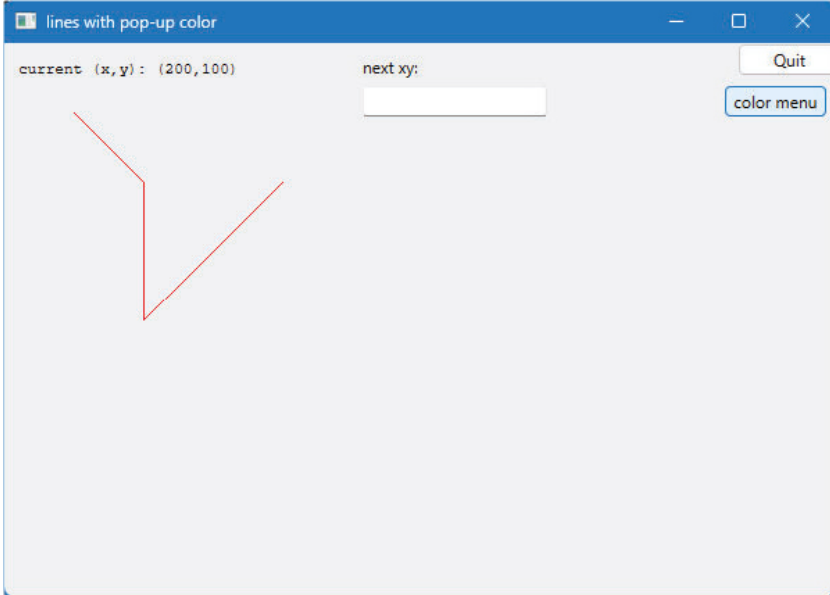 lines with pop-up color
current (x,y): (200,100)
next xy:
Quit
color menu